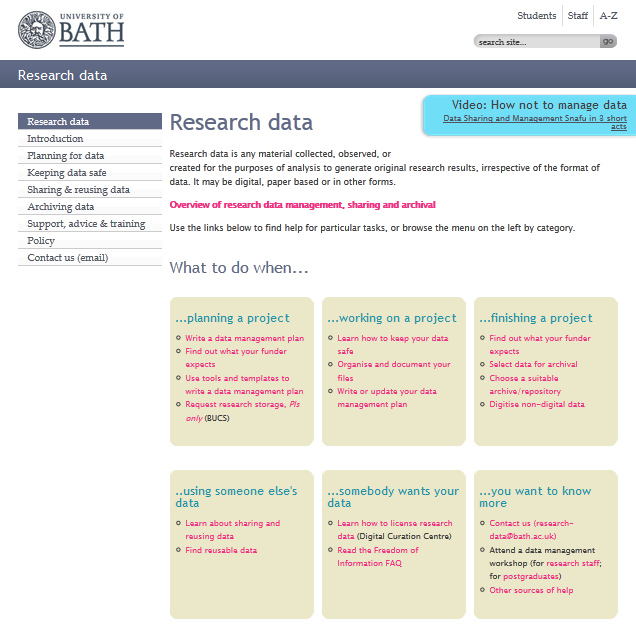 UNIVERSITY OF
BATH
Students Staff A-Z
search site... go
Research data
Research data
Introduction
Planning for data
Keeping data safe
Sharing & reusing data
Archiving data
Support, advice & training
Policy
Contact us (email)
Research data
Video: How not to manage data
Data Sharing and Management Snafu in 3 short
acts
Research data is any material collected, observed, or
created for the purposes of analysis to generate original research results, irrespective of the format of
data. It may be digital, paper based or in other forms.
Overview of research data management, sharing and archival
Use the links below to find help for particular tasks, or browse the menu on the left by category.
What to do when...
...planning a project
Write a data management plan
Find out what your funder
expects
Use tools and templates to
write a data management plan
Request research storage, PIs
only (BUCS)
...working on a project
Learn how to keep your data
safe
Organise and document your
files
Write or update your data
management plan
...finishing a project
Find out what your funder
expects
Select data for archival
Choose a suitable
archive/repository
Digitise non-digital data
..using someone else's
data
Learn about sharing and
reusing data
Find reusable data
...somebody wants your
data
Learn how to license research
data (Digital Curation Centre)
Read the Freedom of
Information FAQ
...you want to know
more
Contact us (research-
data@bath.ac.uk)
Attend a data management
workshop (for research staff;
for postgraduates)
Other sources of help